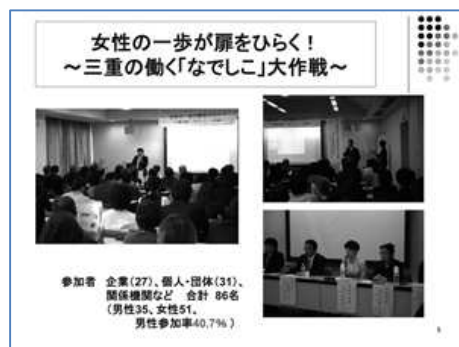 女性の一歩が扉をひらく！
～三重の働く「なでしこ」大作戦～
参加者 企業(27)、個人・団体(31)、
関係機関など 合計 86名
(男性35、女性51、
男性参加率40.7%)